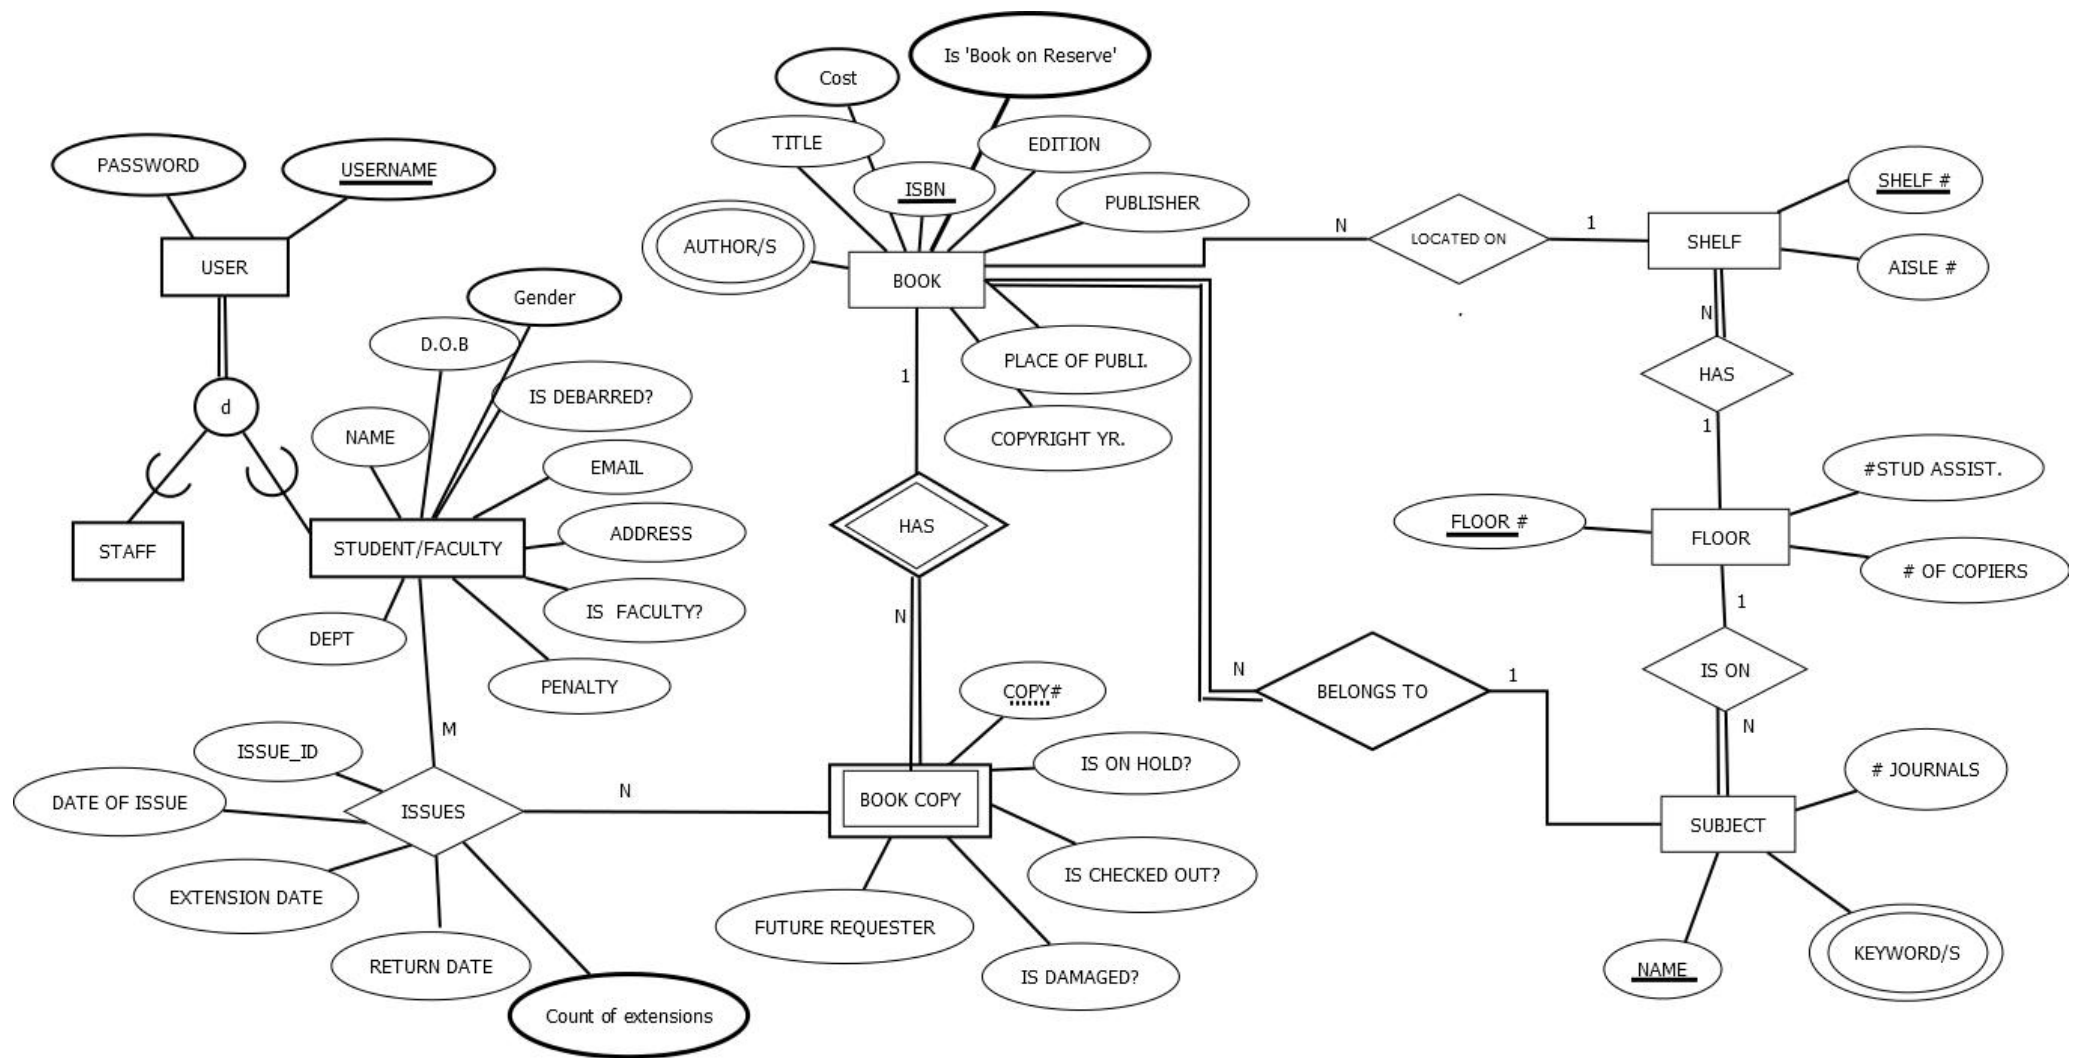 Is 'Book on Reserve'
Cost
TITLE
EDITION
PASSWORD
USERNAME
ISBN
PUBLISHER
SHELF #
AUTHOR/S
N
LOCATED ON
1
SHELF
AISLE #
USER
BOOK
Gender
D.O.B
N
PLACE OF PUBLI.
1
HAS
IS DEBARRED?
d
NAME
COPYRIGHT YR.
1
EMAIL
#STUD ASSIST.
HAS
FLOOR #
FLOOR
ADDRESS
STAFF
STUDENT/FACULTY
# OF COPIERS
IS FACULTY?
N
1
DEPT
N
1
IS ON
PENALTY
COPY#
BELONGS TO
M
N
ISSUE_ID
IS ON HOLD?
# JOURNALS
DATE OF ISSUE
ISSUES
N
BOOK COPY
SUBJECT
IS CHECKED OUT?
EXTENSION DATE
FUTURE REQUESTER
KEYWORD/S
RETURN DATE
IS DAMAGED?
NAME
Count of extensions